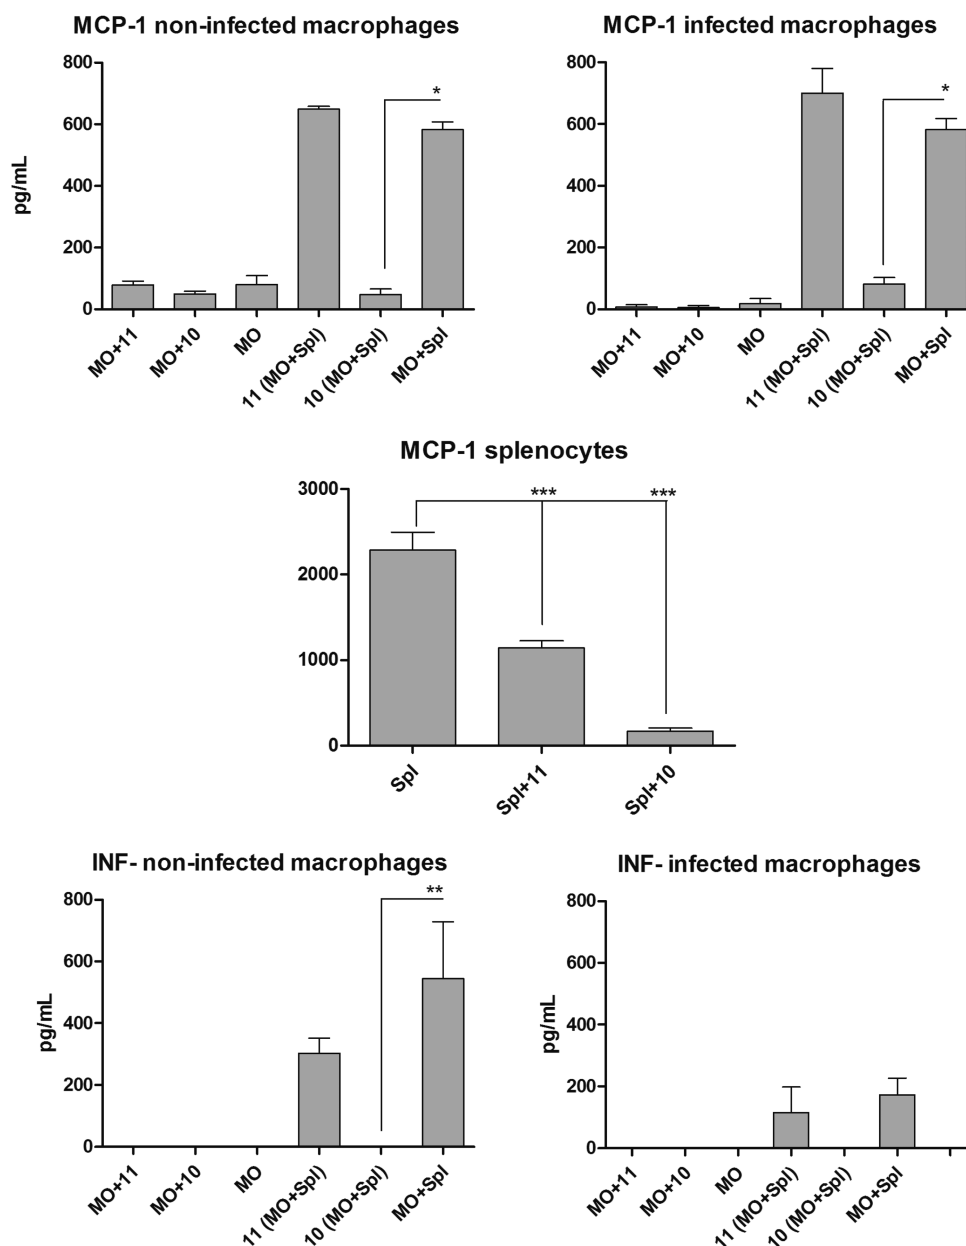 MCP-1 non-infected macrophages
800
600
400
200
0
pg/mL
*
MO+11
MO+10
MO
11 (MO+Spl)
10 (MO+Spl)
MO+Spl
MCP-1 infected macrophages
800
600
400
200
0
*
MO+11
MO+10
MO
11 (MO+Spl)
10 (MO+Spl)
MO+Spl
MCP-1 splenocytes
3000
2000
1000
0
***
***
Spl
Spl+11
Spl+10
INF- non-infected macrophages
800
600
400
200
0
pg/mL
**
MO+11
MO+10
MO
11 (MO+Spl)
10 (MO+Spl)
MO+Spl
INF- infected macrophages
800
600
400
200
0
pg/mL
MO+11
MO+10
MO
11 (MO+Spl)
10 (MO+Spl)
MO+Spl